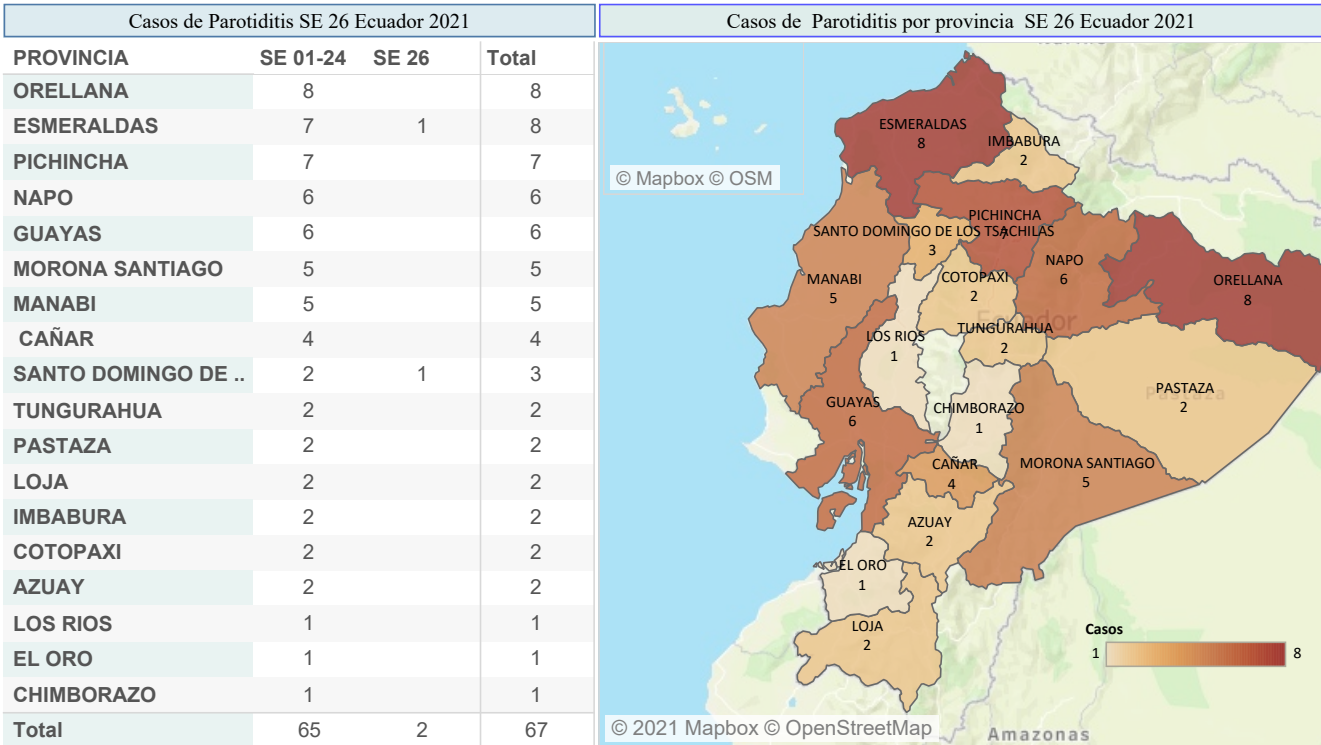 Casos de Parotiditis SE 26 Ecuador 2021
PROVINCIA SE 01-24 SE 26 Total
ORELLANA 8 8
ESMERALDAS 7 1 8
PICHINCHA 7 7
NAPO 6 6
GUAYAS 6 6
MORONA SANTIAGO 5 5
MANABI 5 5
CAÑAR 4 4
SANTO DOMINGO DE .. 2 1 3
TUNGURAHUA 2 2
PASTAZA 2 2
LOJA 2 2
IMBABURA 2 2
COTOPAXI 2 2
AZUAY 2 2
LOS RIOS 1 1
EL ORO 1 1
CHIMBORAZO 1 1
Total 65 2 67
Casos de Parotiditis por provincia SE 26 Ecuador 2021
© Mapbox © OSM
ESMERALDAS
8
IMBABURA
2
PICHINCHA
7
SANTO DOMINGO DE LOS TSACHILAS
3
NAPO
6
ORELLANA
8
MANABI
5
COTOPAXI
2
Ecuador
TUNGURAHUA
2
LOS RIOS
1
PASTAZA
Pastaza
2
GUAYAS
6
CHIMBORAZO
1
CAÑAR
4
MORONA SANTIAGO
5
AZUAY
2
EL ORO
1
LOJA
2
Casos
1 8
© 2021 Mapbox © OpenStreetMap
Amazonas